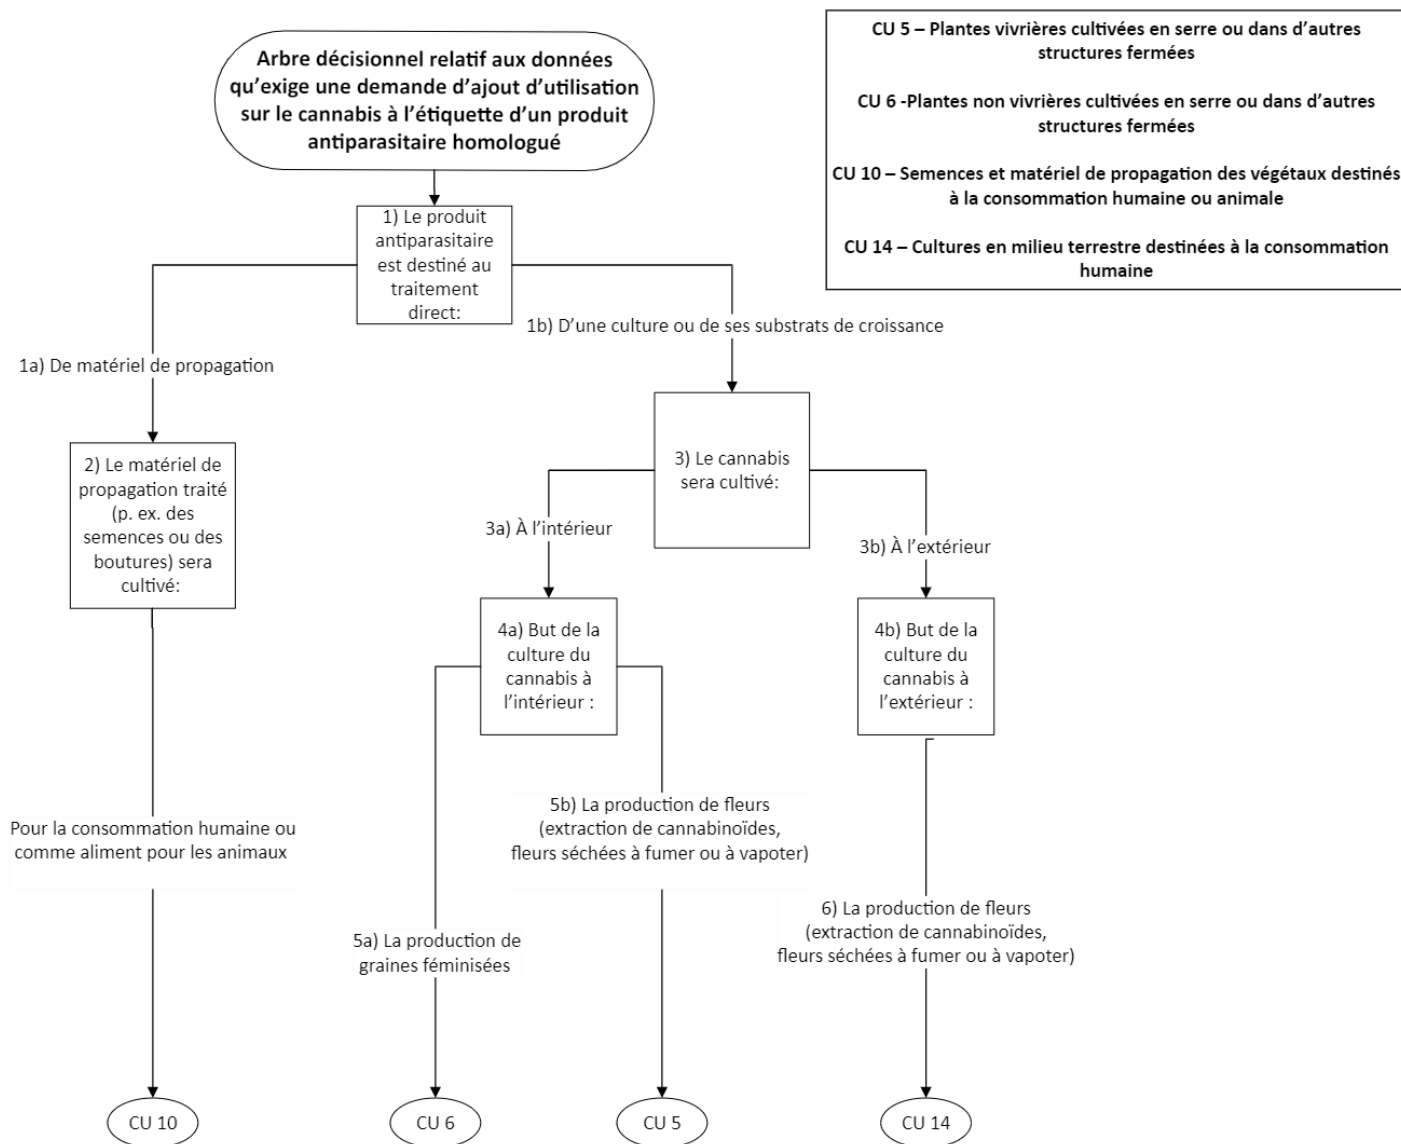 Arbre décisionnel relatif aux données
qu’exige une demande d’ajout d’utilisation
sur le cannabis à l’étiquette d’un produit
antiparasitaire homologué
CU 5 – Plantes vivrières cultivées en serre ou dans d’autres
structures fermées
CU 6 -Plantes non vivrières cultivées en serre ou dans d’autres
structures fermées
CU 10 – Semences et matériel de propagation des végétaux destinés
à la consommation humaine ou animale
CU 14 – Cultures en milieu terrestre destinées à la consommation
humaine
1) Le produit
antiparasitaire
est destiné au
traitement
direct:
1a) De matériel de propagation
1b) D’une culture ou de ses substrats de croissance
2) Le matériel de
propagation traité
(p. ex. des
semences ou des
boutures) sera
cultivé:
3) Le cannabis
sera cultivé:
3a) À l’intérieur
3b) À l’extérieur
4a) But de la
culture du
cannabis à
l’intérieur :
4b) But de la
culture du
cannabis à
l’extérieur :
Pour la consommation humaine ou
comme aliment pour les animaux
5a) La production de
graines féminisées
5b) La production de fleurs
(extraction de cannabinoïdes,
fleurs séchées à fumer ou à vapoter)
6) La production de fleurs
(extraction de cannabinoïdes,
fleurs séchées à fumer ou à vapoter)
CU 10
CU 6
CU 5
CU 14